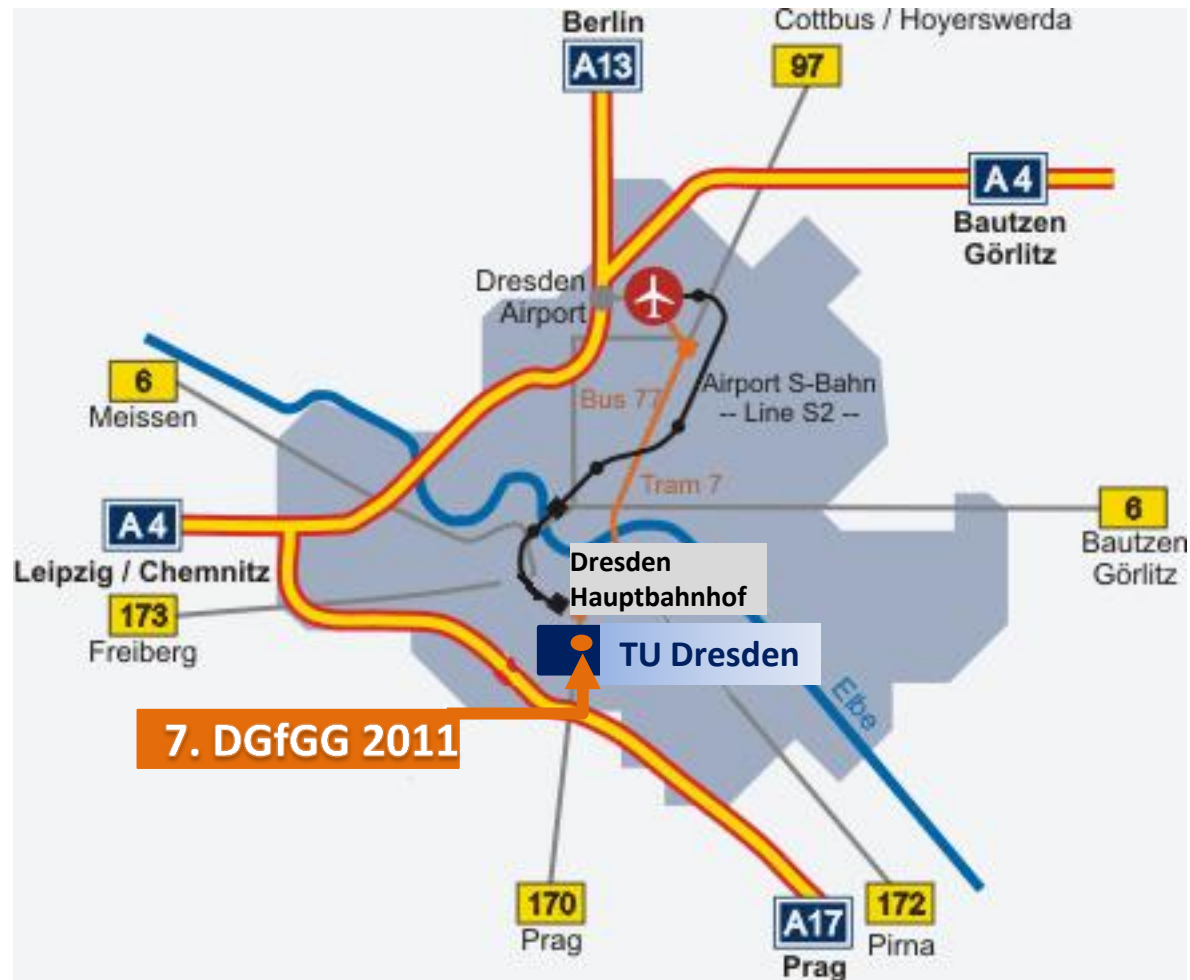 Berlin
A13
Cottbus / Hoyerswerda
97
A 4
Bautzen
Görlitz
Dresden
Airport
6
Meissen
Bus 77
Airport S-Bahn
-- Line S2 --
Tram 7
A 4
Leipzig / Chemnitz
6
Bautzen
Görlitz
Dresden
Hauptbahnhof
173
Freiberg
TU Dresden
Elbe
7. DGfGG 2011
170
Prag
A17
Prag
172
Pirna